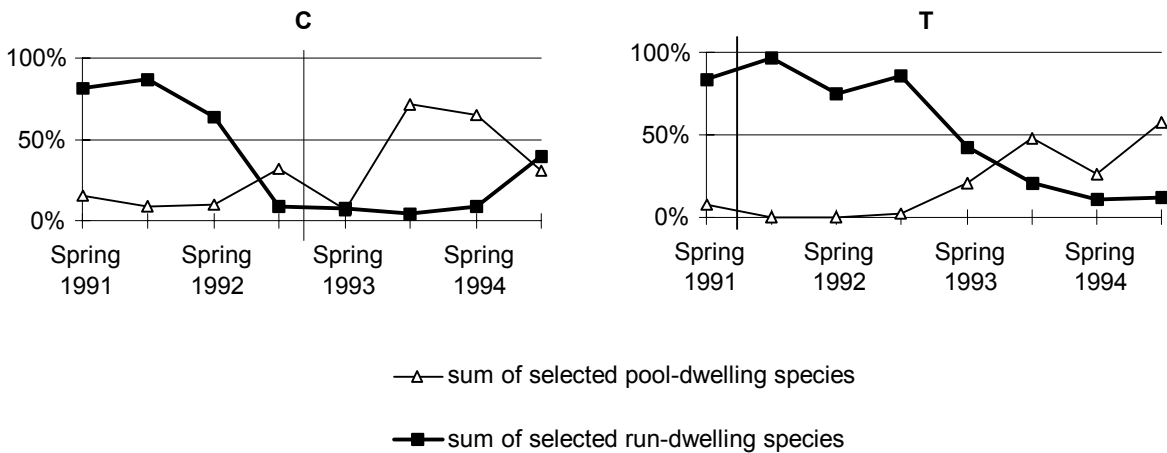 C
100%
50%
0%
Spring 1991
Spring 1992
Spring 1993
Spring 1994
T
100%
50%
0%
Spring 1991
Spring 1992
Spring 1993
Spring 1994
sum of selected pool-dwelling species
sum of selected run-dwelling species